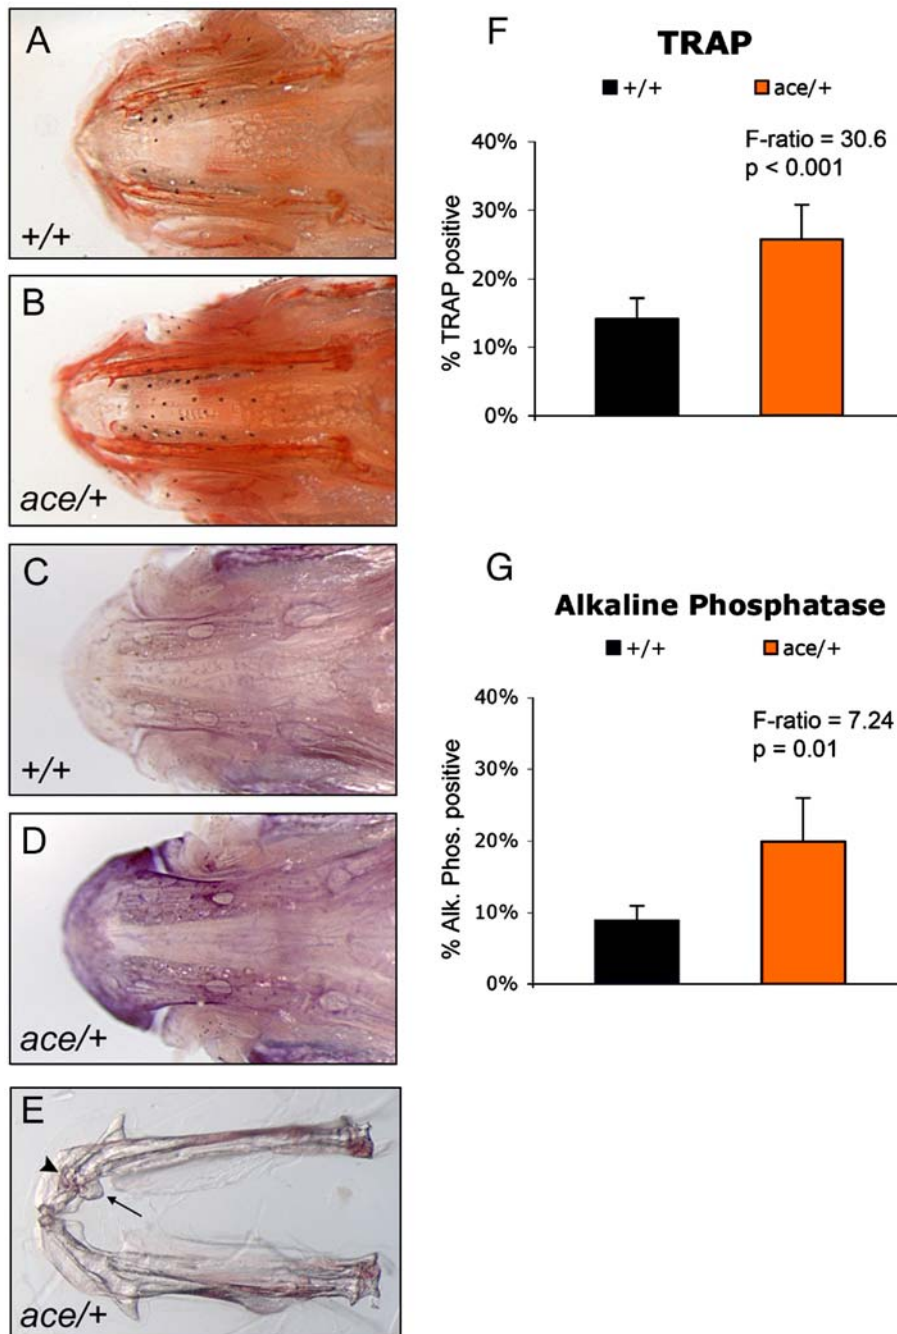 A
+/+
B
ace/+
C
+/+
D
ace/+
E
ace/+
F
TRAP
+/+ ace/+
F-ratio = 30.6
p < 0.001
% TRAP positive
40%
30%
20%
10%
0%
G
Alkaline Phosphatase
+/+ ace/+
F-ratio = 7.24
p = 0.01
% Alk. Phos. positive
40%
30%
20%
10%
0%